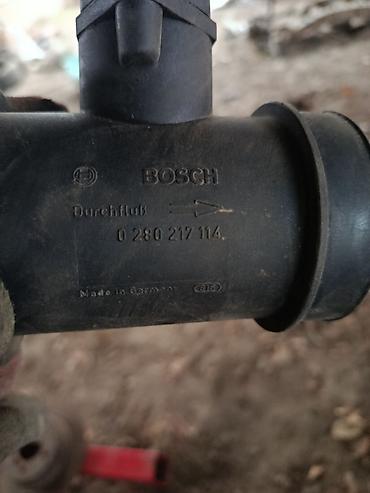 BOSCH
Durchfluß
0 280 217 114
Made in Germany